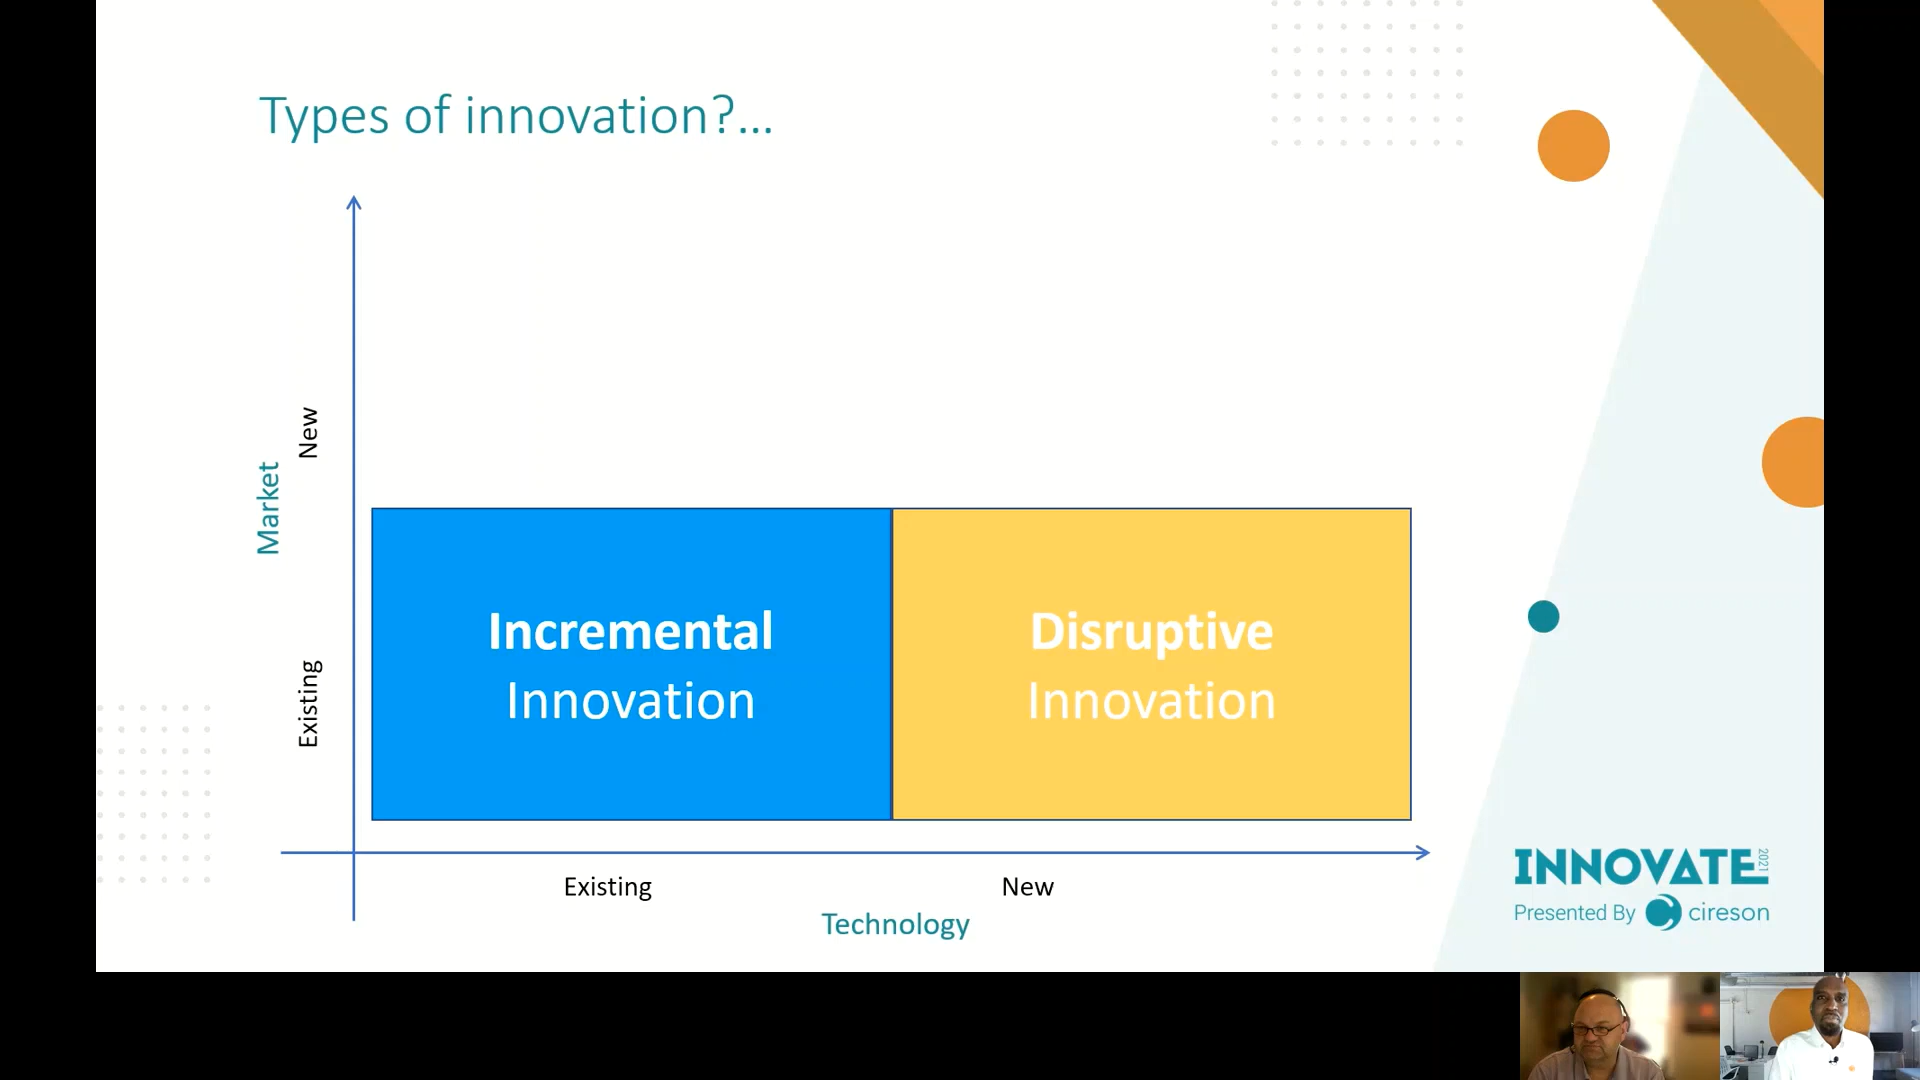 Types of innovation?...
New
Market
Existing
Incremental
Innovation
Disruptive
Innovation
Existing
New
Technology
INNOVATE 2021
Presented By cireson